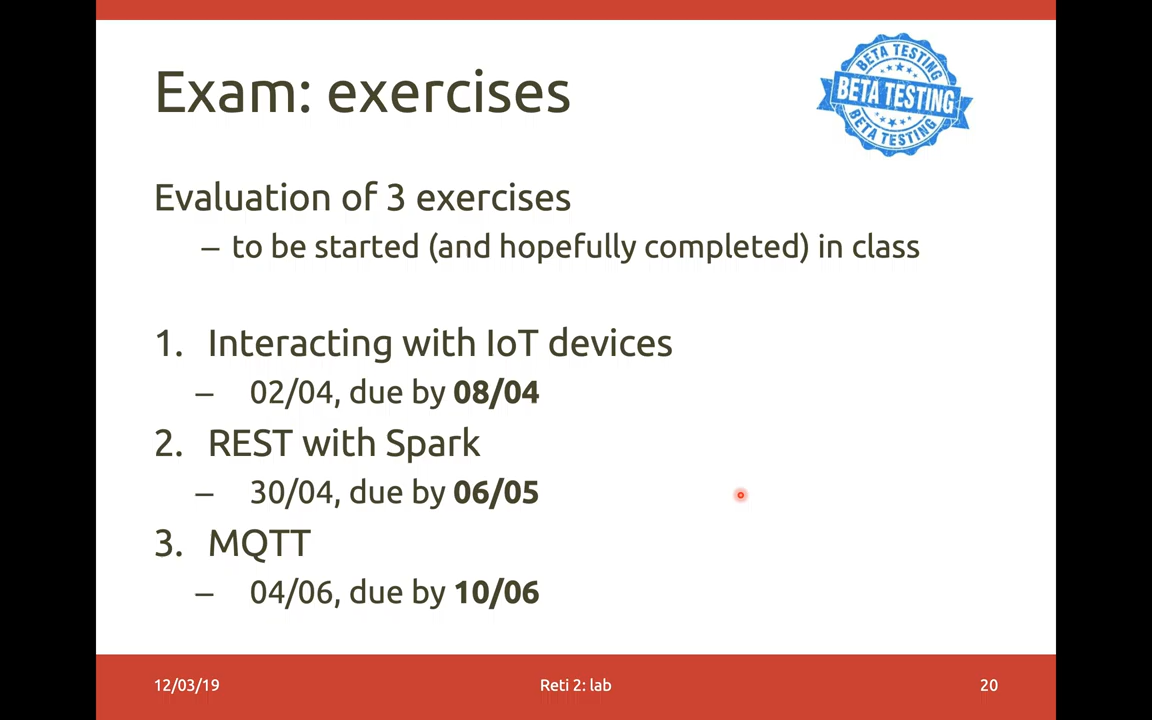 Exam: exercises
BETA TESTING
BETA TESTING
BETA TESTING
Evaluation of 3 exercises
– to be started (and hopefully completed) in class
1. Interacting with IoT devices
– 02/04, due by 08/04
2. REST with Spark
– 30/04, due by 06/05
3. MQTT
– 04/06, due by 10/06
12/03/19
Reti 2: lab
20